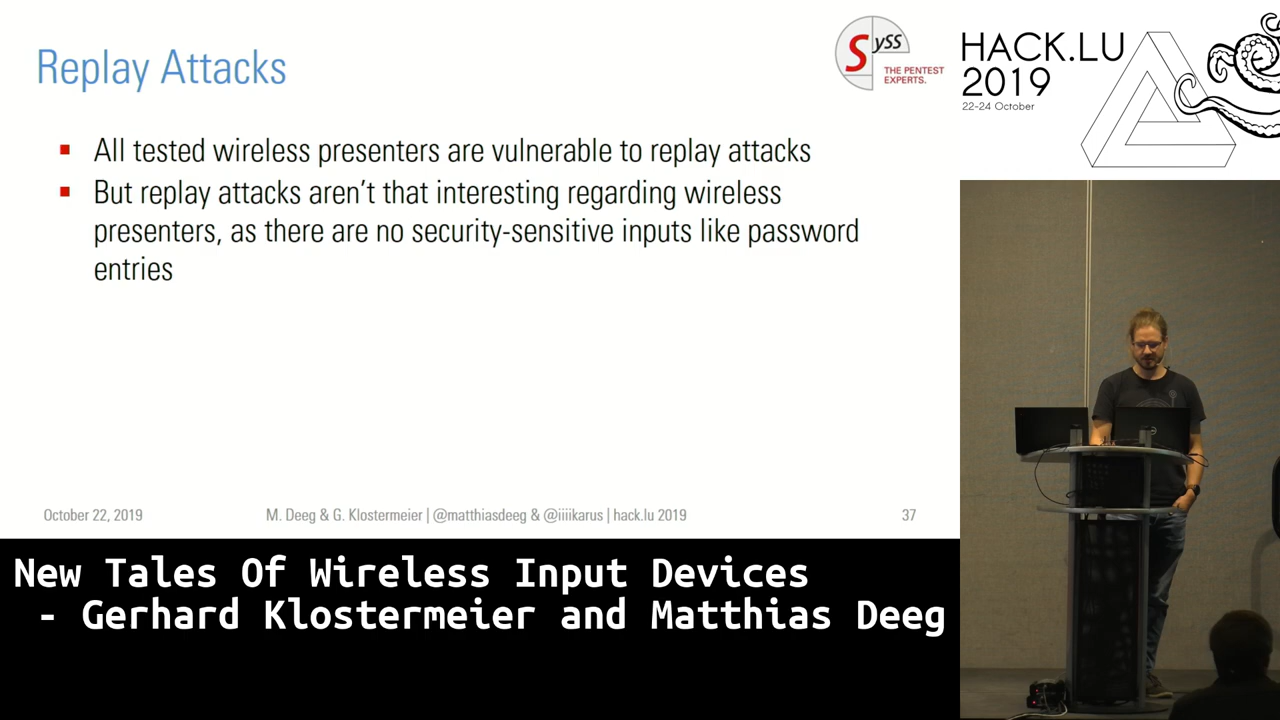 Replay Attacks
SySS
THE PENTEST
EXPERTS.
HACK.LU
2019
22-24 October
▪ All tested wireless presenters are vulnerable to replay attacks
▪ But replay attacks aren't that interesting regarding wireless
presenters, as there are no security-sensitive inputs like password
entries
October 22, 2019
M. Deeg & G. Klostermeier | @matthiasdeeg & @iiiikarus | hack.lu 2019
37
New Tales Of Wireless Input Devices
- Gerhard Klostermeier and Matthias Deeg